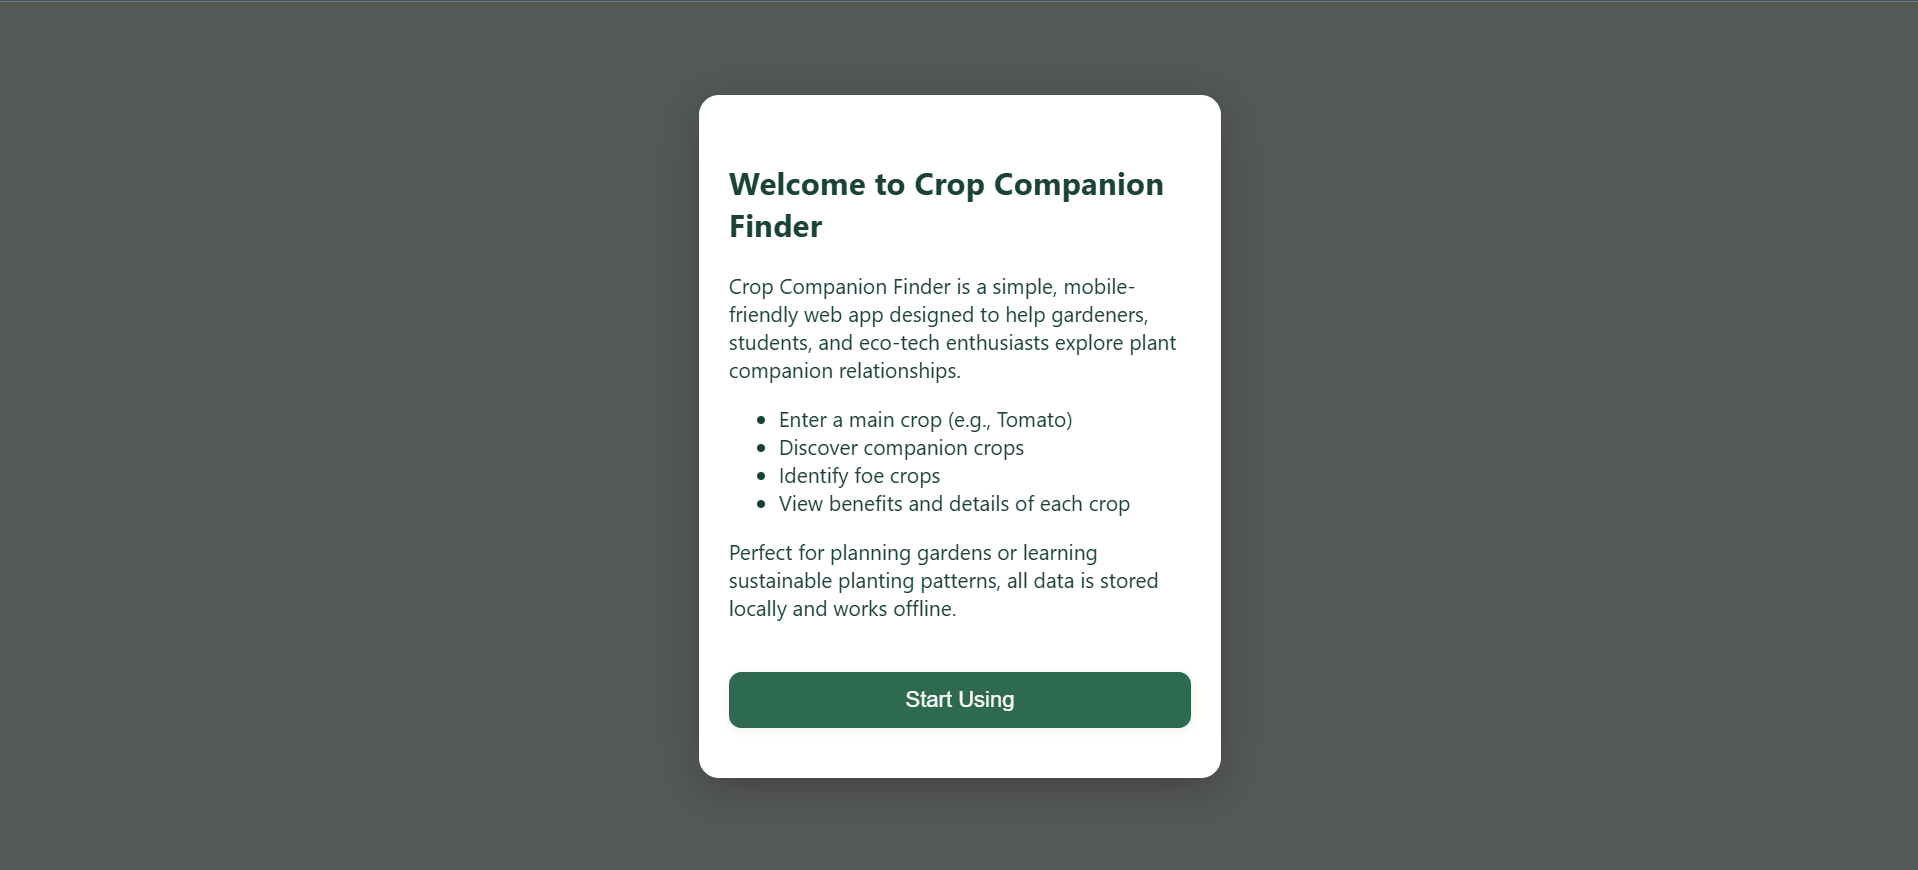 Welcome to Crop Companion
Finder
Crop Companion Finder is a simple, mobile-
friendly web app designed to help gardeners,
students, and eco-tech enthusiasts explore plant
companion relationships.
• Enter a main crop (e.g., Tomato)
• Discover companion crops
• Identify foe crops
• View benefits and details of each crop
Perfect for planning gardens or learning
sustainable planting patterns, all data is stored
locally and works offline.
Start Using